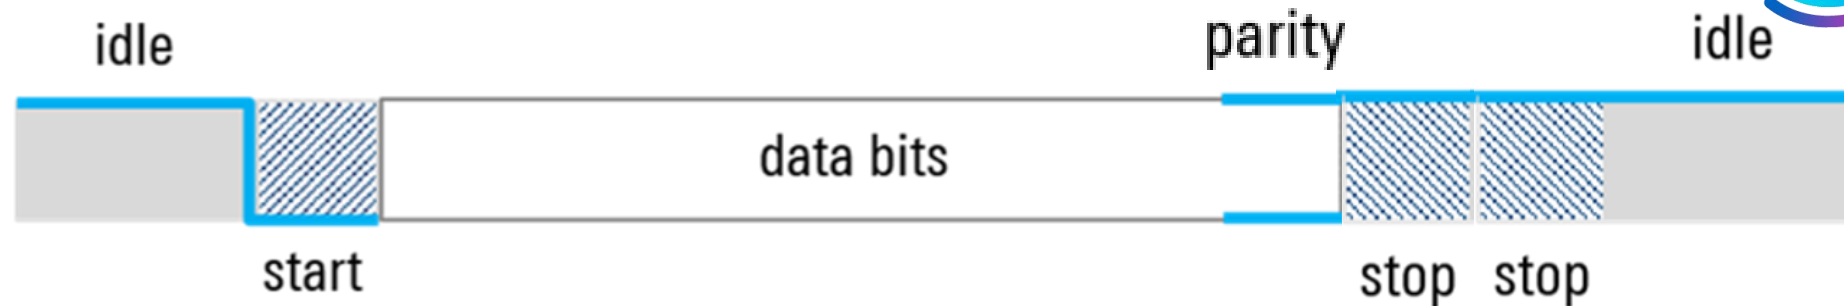 idle
parity
idle
data bits
start
stop
stop